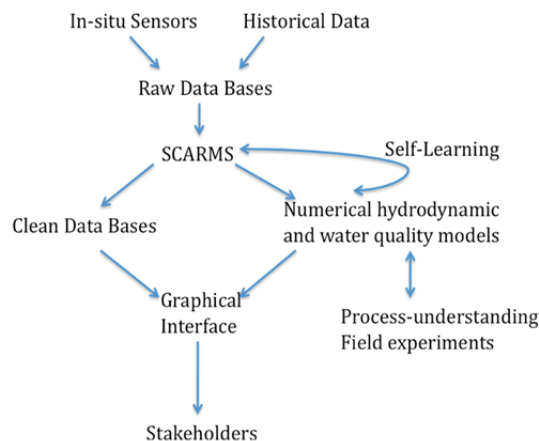 In-situ Sensors
Historical Data
Raw Data Bases
SCARMS
Self-Learning
Clean Data Bases
Numerical hydrodynamic
and water quality models
Graphical
Interface
Process-understanding
Field experiments
Stakeholders